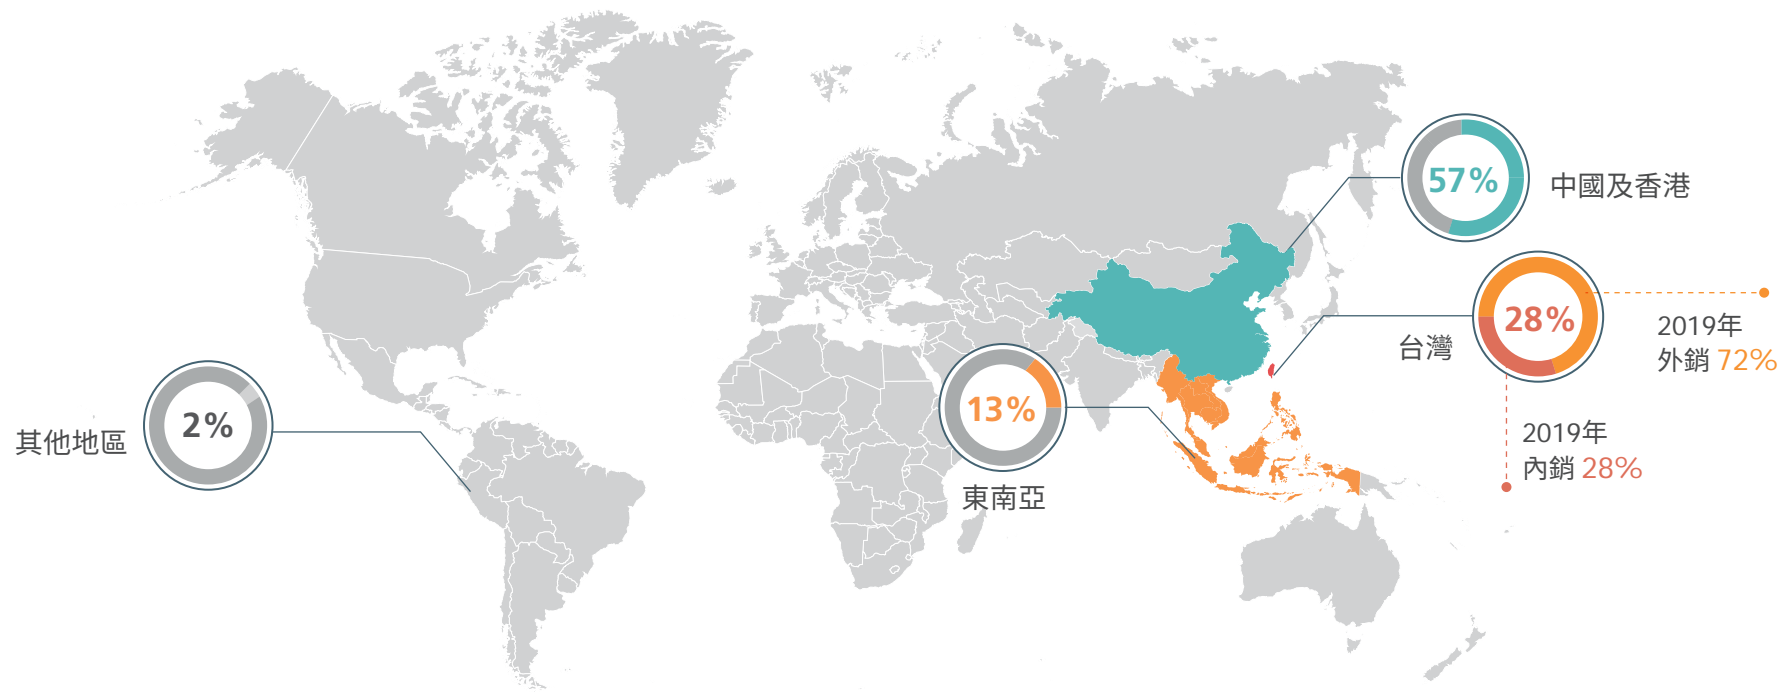 57%
中國及香港
28%
台灣
2019年
外銷 72%
2019年
內銷 28%
13%
東南亞
2%
其他地區